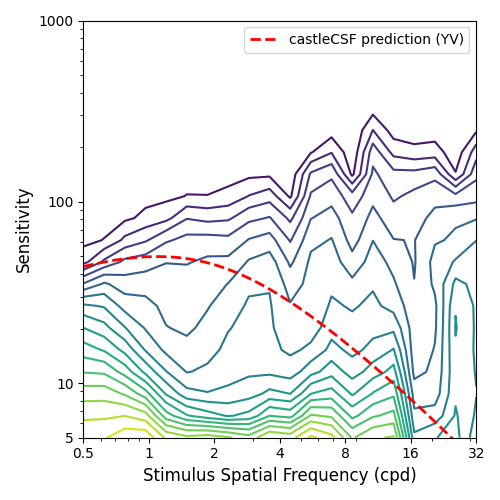 1000
castleCSF prediction (YV)
100
10
5
Sensitivity
0.5 1 2 4 8 16 32
Stimulus Spatial Frequency (cpd)